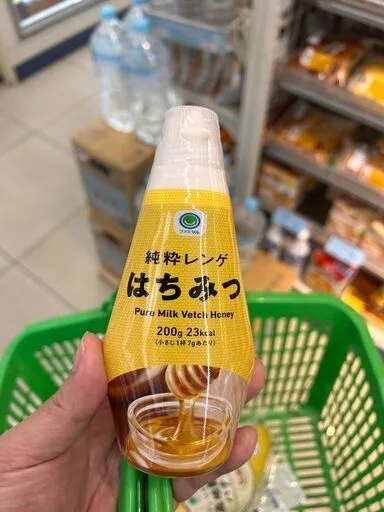 ファミマル
純粋レンゲ
はちみつ
Pure Milk Vetch Honey
200g 23kcal
(小さじ1杯7gあたり)